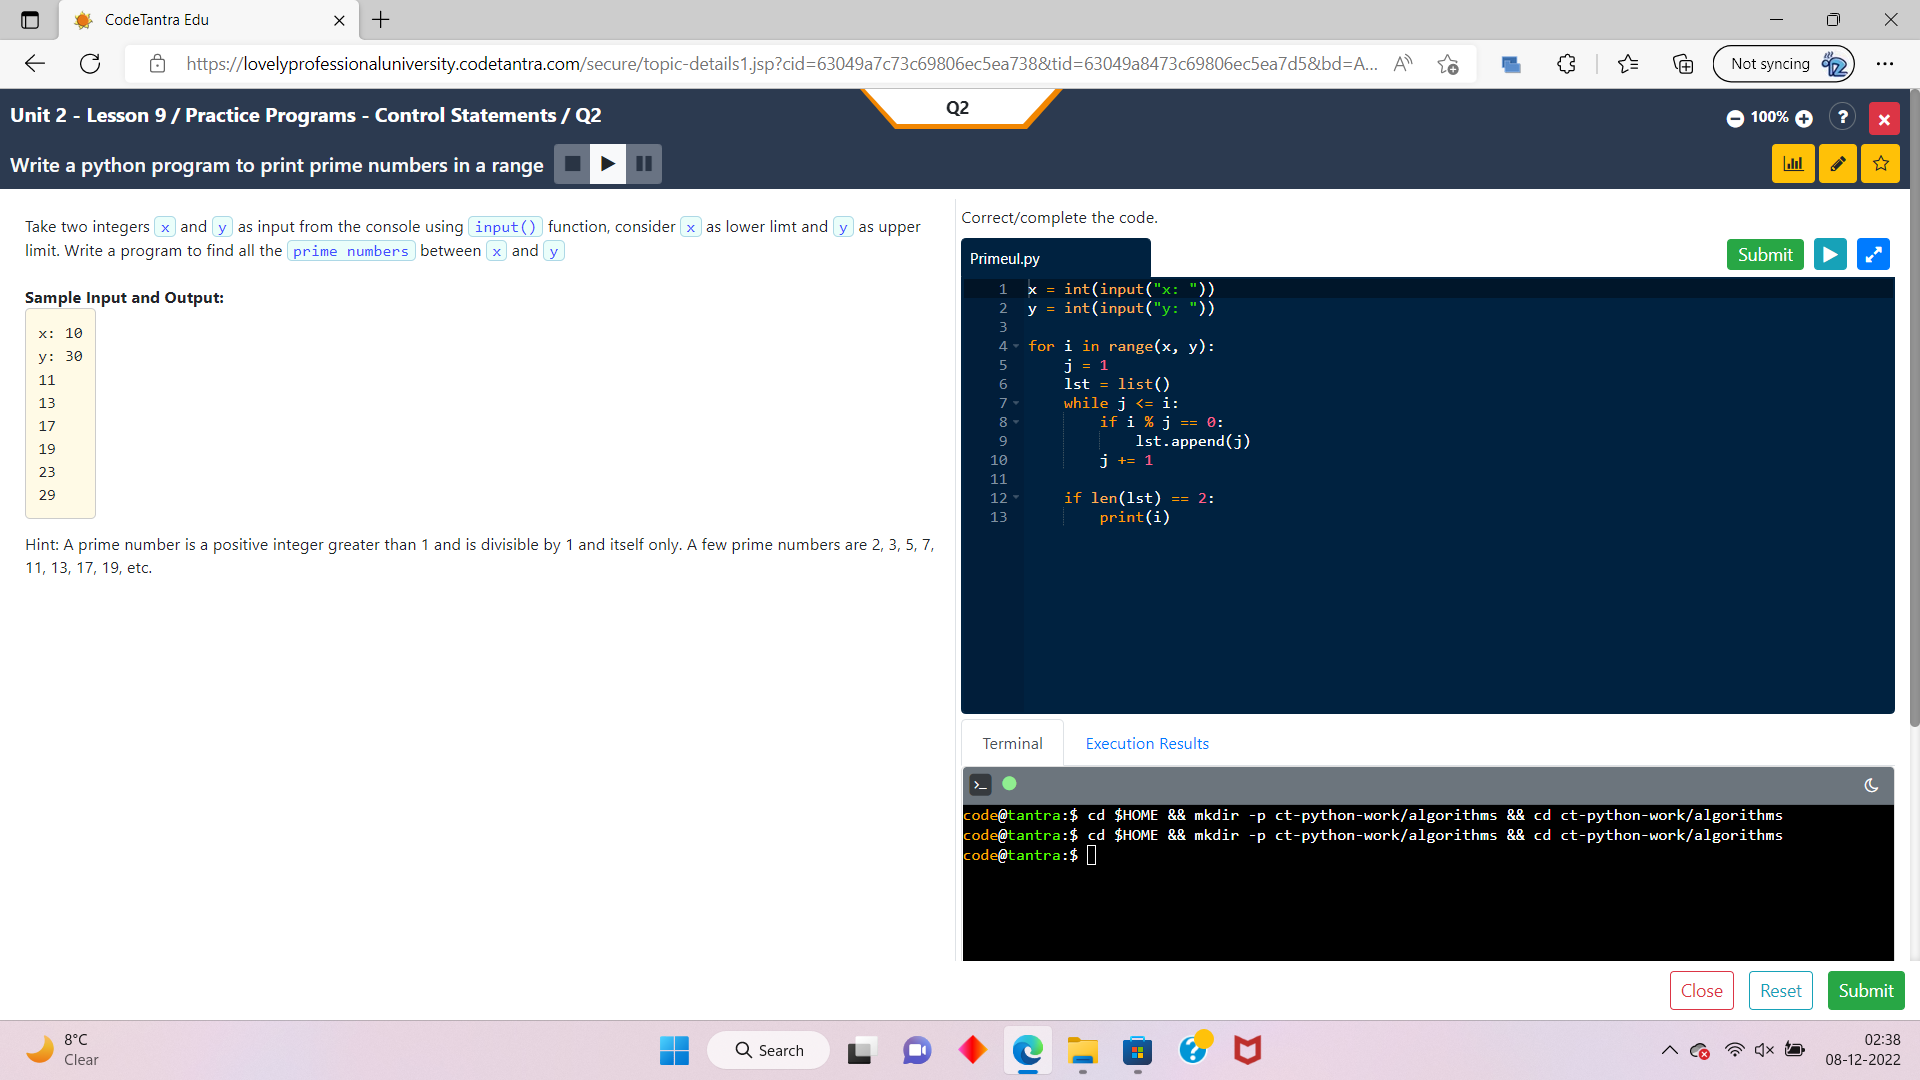 CodeTantra Edu
https://lovelyprofessionaluniversity.codetantra.com/secure/topic-details1.jsp?cid=63049a7c73c69806ec5ea738&tid=63049a8473c69806ec5ea7d5&bd=A...
Not syncing
Unit 2 - Lesson 9 / Practice Programs - Control Statements / Q2
Q2
100%
?
Write a python program to print prime numbers in a range
Take two integers x and y as input from the console using input() function, consider x as lower limt and y as upper
limit. Write a program to find all the prime numbers between x and y
Sample Input and Output:
x: 10
y: 30
11
13
17
19
23
29
Hint: A prime number is a positive integer greater than 1 and is divisible by 1 and itself only. A few prime numbers are 2, 3, 5, 7,
11, 13, 17, 19, etc.
Correct/complete the code.
Primeul.py
Submit
1 x = int(input("x: "))
2 y = int(input("y: "))
3
4 for i in range(x, y):
5 j = 1
6 lst = list()
7 while j <= i:
8 if i % j == 0:
9 lst.append(j)
10 j += 1
11
12 if len(lst) == 2:
13 print(i)
Terminal
Execution Results
code@tantra:$ cd $HOME && mkdir -p ct-python-work/algorithms && cd ct-python-work/algorithms
code@tantra:$ cd $HOME && mkdir -p ct-python-work/algorithms && cd ct-python-work/algorithms
code@tantra:$
Close
Reset
Submit
8°C
Clear
Search
02:38
08-12-2022